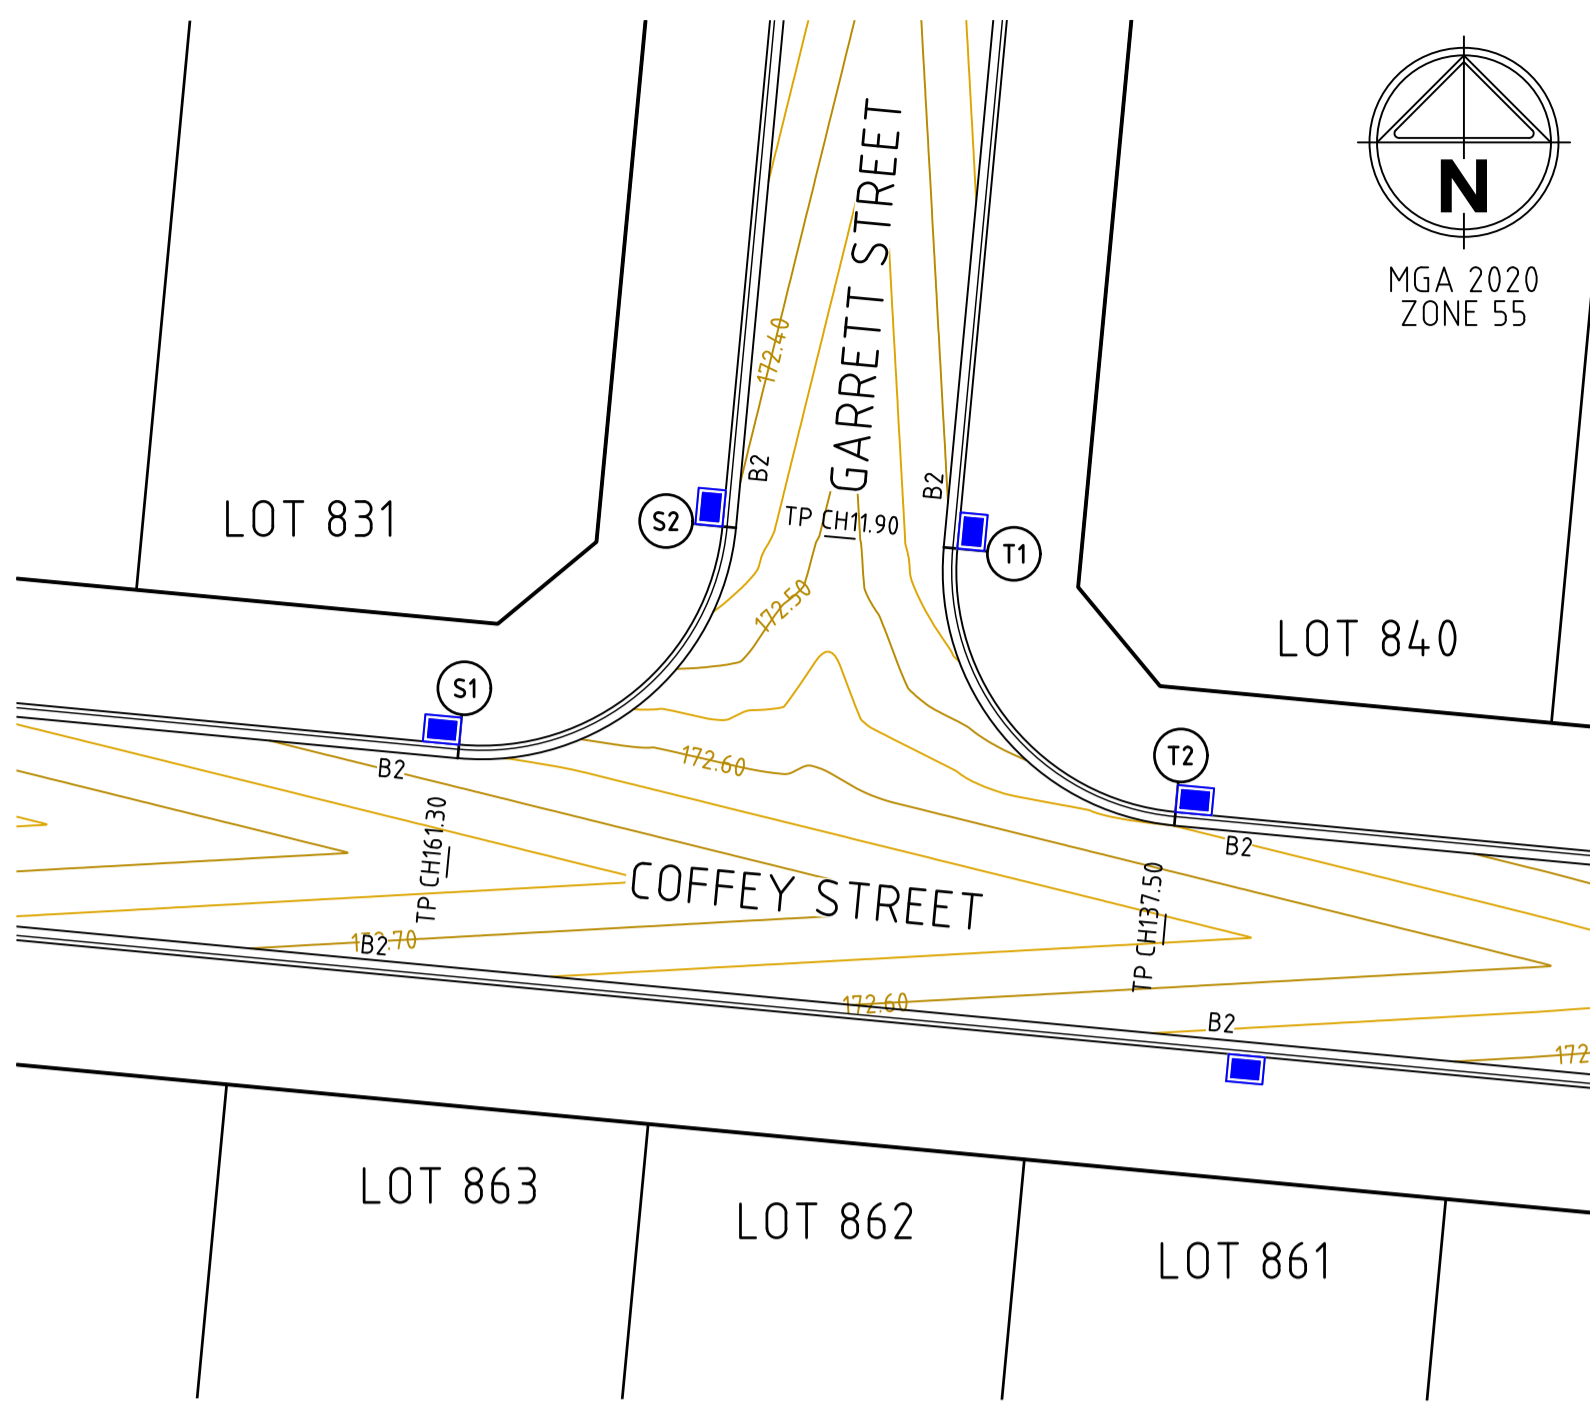 GARRETT STREET
N
MGA 2020
ZONE 55
172.40
B2
B2
LOT 831
S2
TP CH11.90
T1
172.50
LOT 840
S1
T2
172.60
B2
B2
TP CH161.30
COFFEY STREET
TP CH137.50
172.70
B2
172.60
B2
172
LOT 863
LOT 862
LOT 861